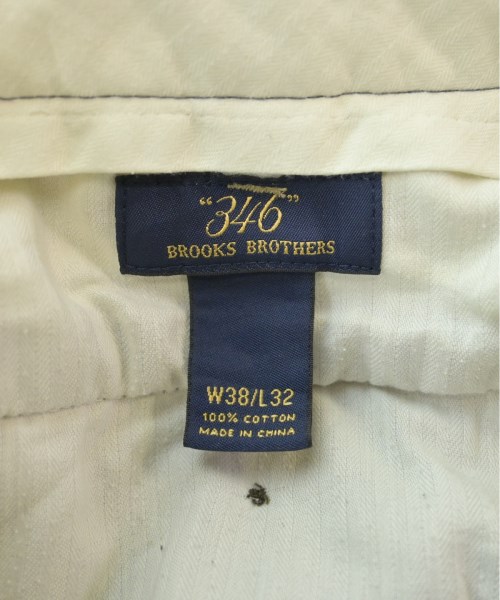 “346”
BROOKS BROTHERS
W38/L32
100% COTTON
MADE IN CHINA